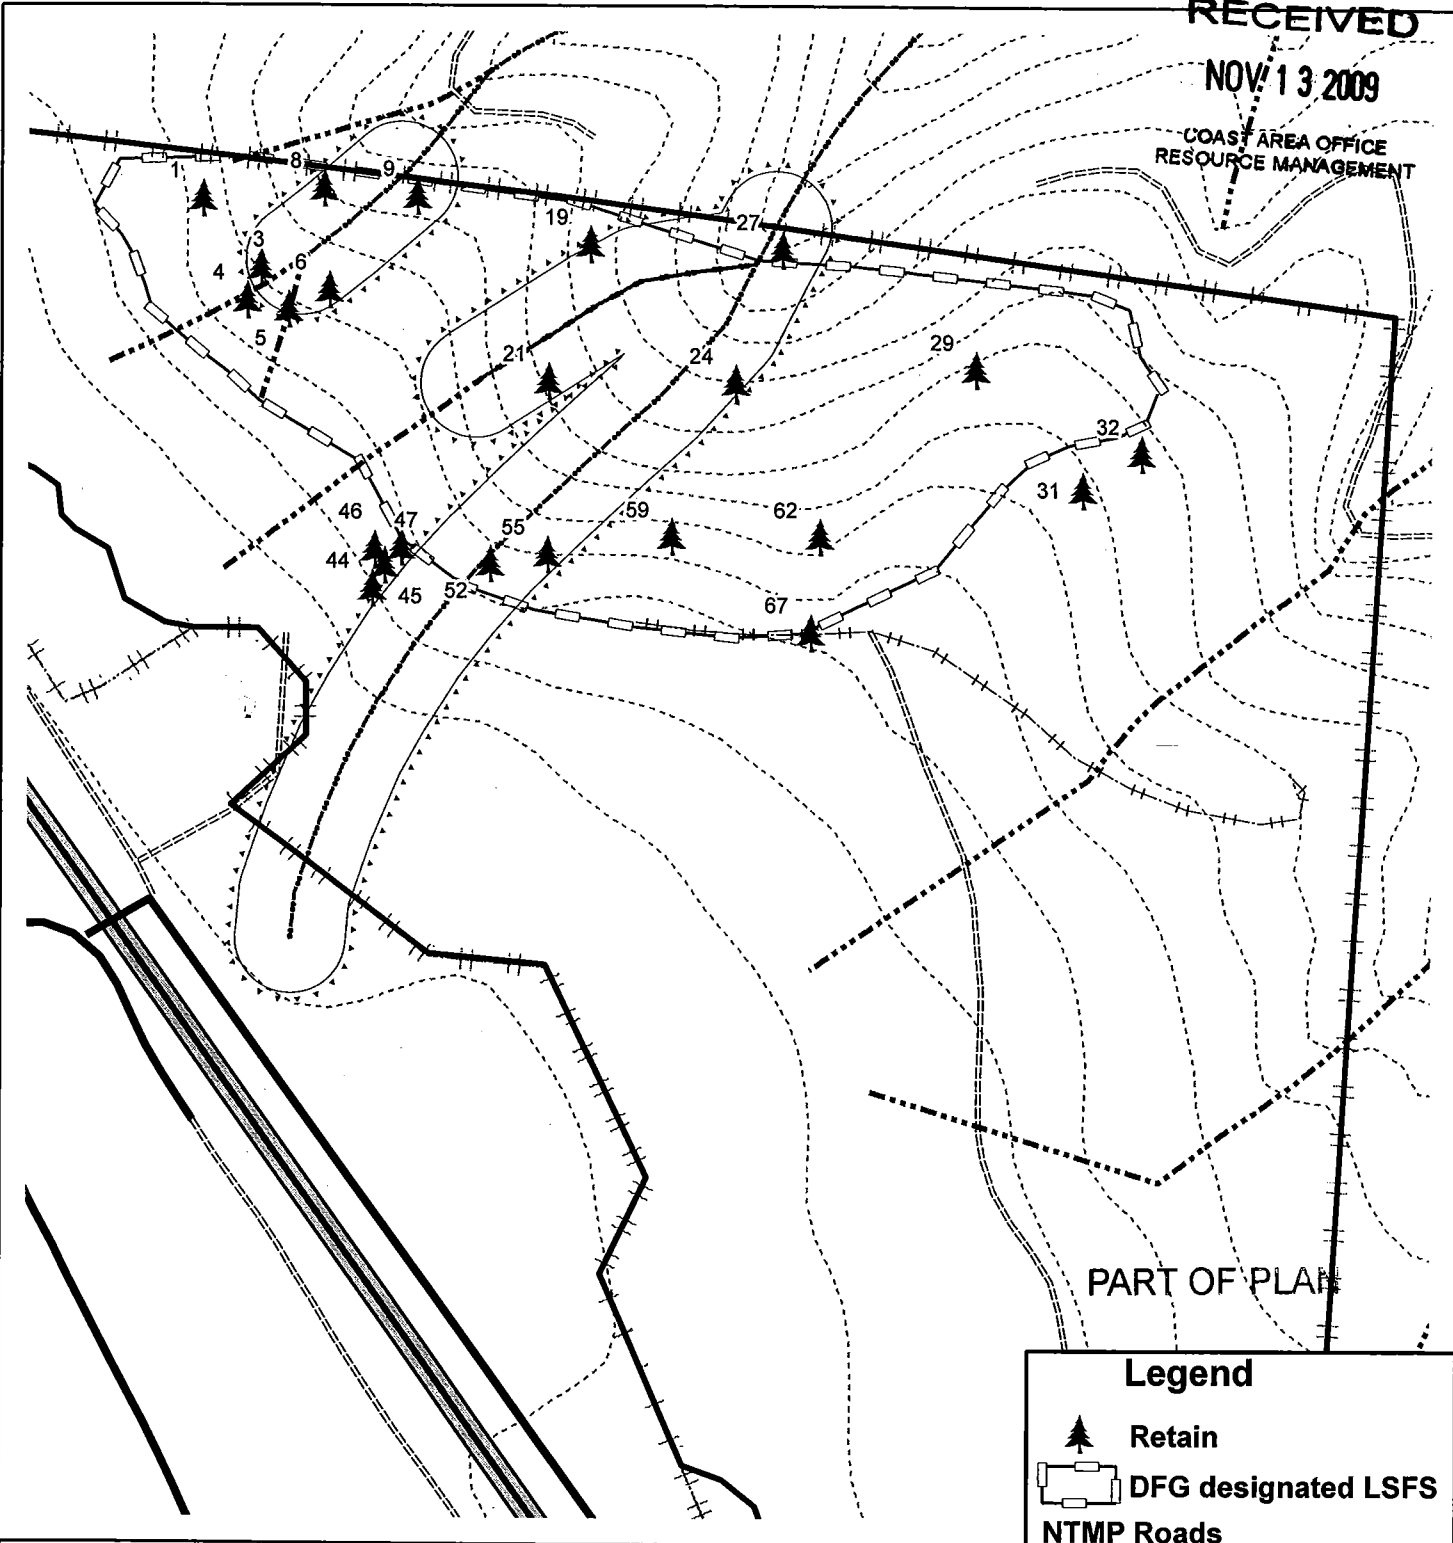 RECEIVED
NOV 13 2009
COAST AREA OFFICE
RESOURCE MANAGEMENT
1
8
9
19
27
3
4
6
5
21
24
29
32
31
46
47
44
45
55
52
59
62
67
PART OF PLAN
Legend
Retain
DFG designated LSFS
NTMP Roads